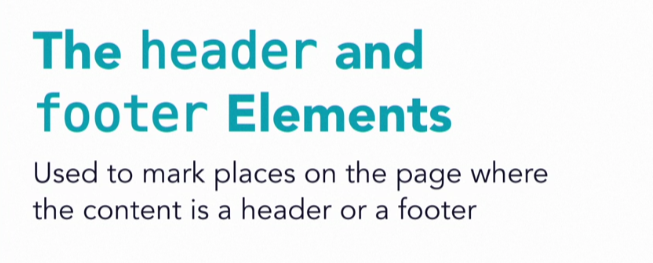 The header and
footer Elements
Used to mark places on the page where
the content is a header or a footer